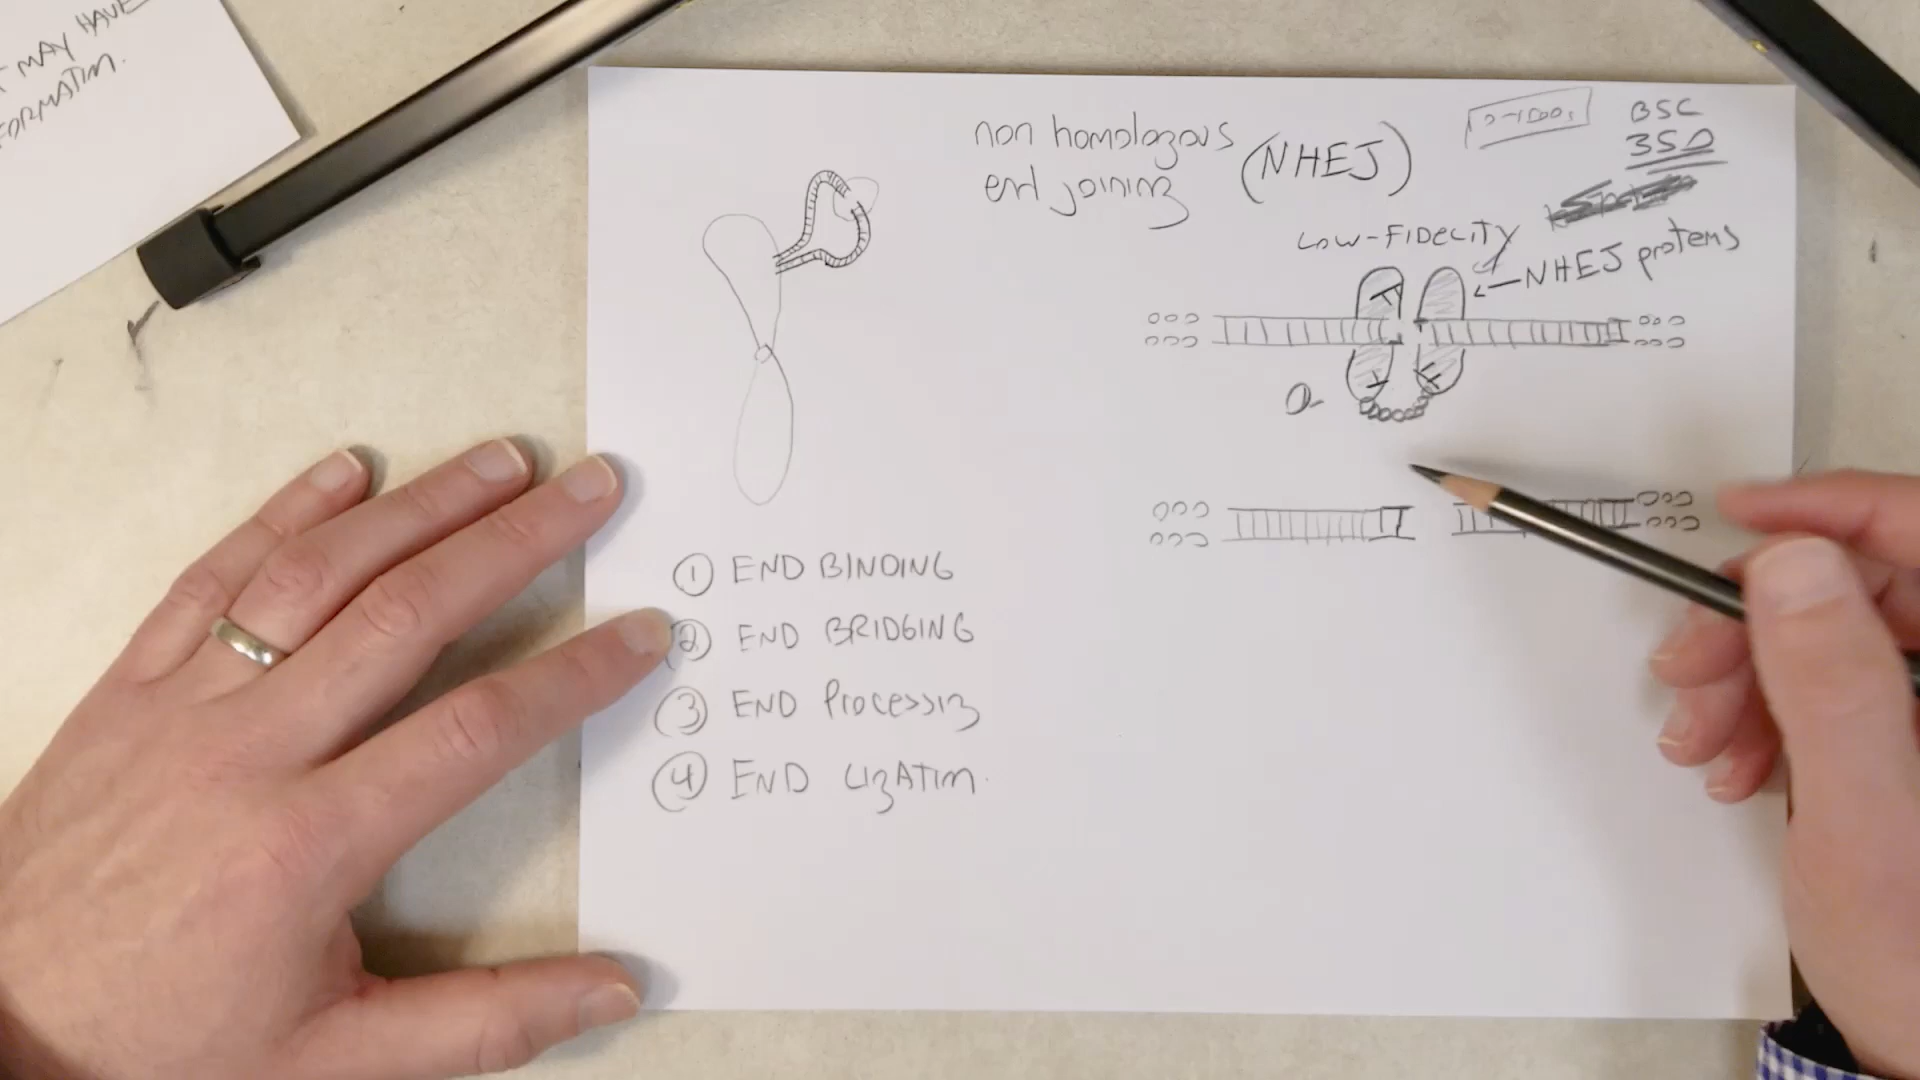 MAY HAVE
non homologous
end joining
(NHEJ)
BSC
350
LOW-FIDELITY
NHEJ proteins
① END BINDING
② END BRIDGING
③ END Processing
④ END LIGATION